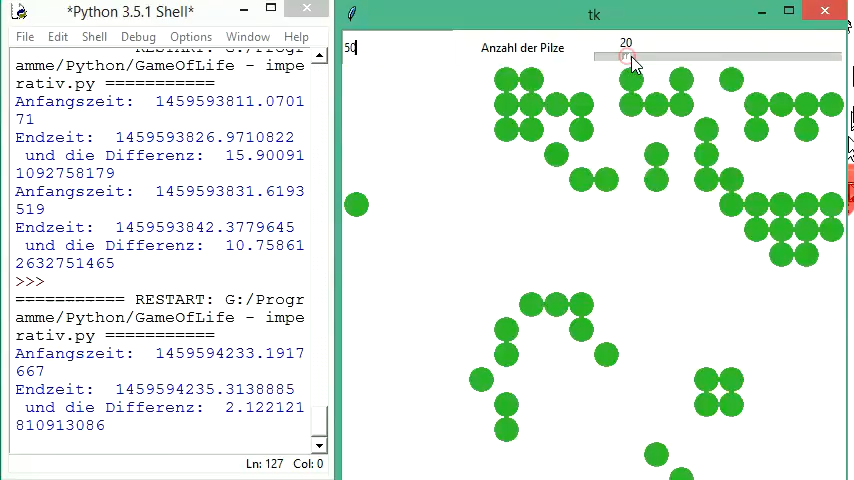 *Python 3.5.1 Shell*
File Edit Shell Debug Options Window Help
RESTART: G:/Progr
amme/Python/GameOfLife - impe
rativ.py ===========
Anfangszeit: 1459593811.0701
71
Endzeit: 1459593826.9710822
und die Differenz: 15.90091
1092758179
Anfangszeit: 1459593831.6193
519
Endzeit: 1459593842.3779645
und die Differenz: 10.75861
2632751465
>>>
=========== RESTART: G:/Progr
amme/Python/GameOfLife - impe
rativ.py ===========
Anfangszeit: 1459594233.1917
667
Endzeit: 1459594235.3138885
und die Differenz: 2.122121
810913086
Ln: 127 Col: 0
tk
50
Anzahl der Pilze
20